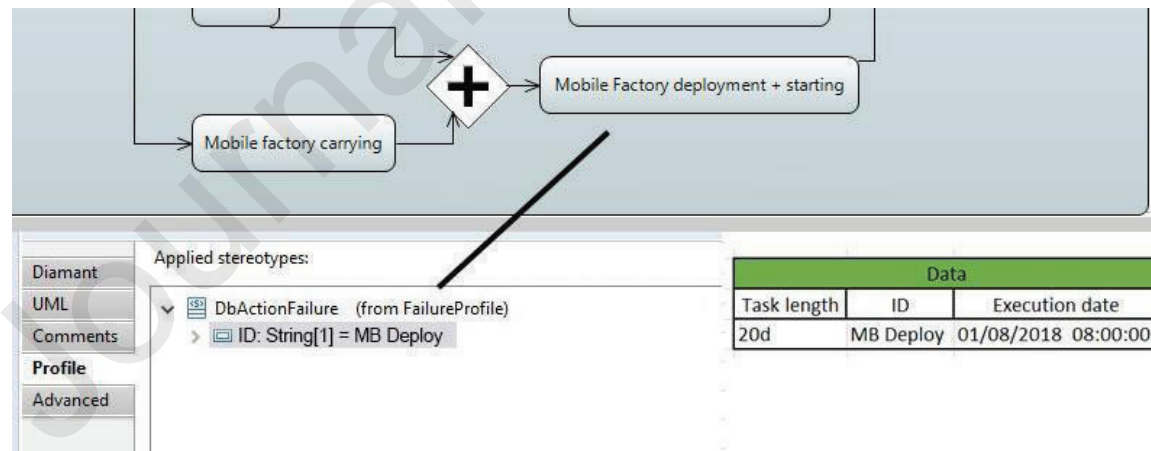 Mobile Factory deployment + starting
Mobile factory carrying
Applied stereotypes:
Diamant
UML
Comments
Profile
Advanced
DbActionFailure (from FailureProfile)
ID: String[1] = MB Deploy
Data
Task length ID Execution date
20d MB Deploy 01/08/2018 08:00:00
Journa